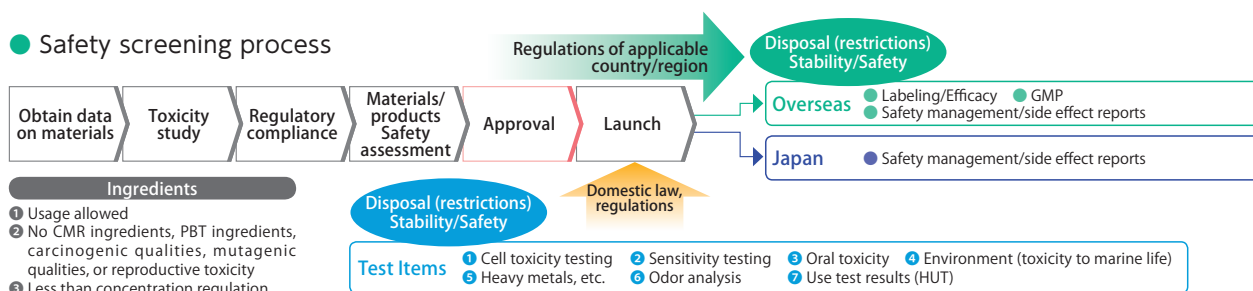 Safety screening process
Regulations of applicable
country/region
Disposal (restrictions)
Stability/Safety
Obtain data
on materials
Toxicity
study
Regulatory
compliance
Materials/
products
Safety
assessment
Approval
Launch
Overseas
Labeling/Efficacy GMP
Safety management/side effect reports
Japan
Safety management/side effect reports
Domestic law,
regulations
Ingredients
❶ Usage allowed
❷ No CMR ingredients, PBT ingredients,
carcinogenic qualities, mutagenic
qualities, or reproductive toxicity
❸ Less than concentration regulation
Disposal (restrictions)
Stability/Safety
Test Items
❶ Cell toxicity testing ❷ Sensitivity testing ❸ Oral toxicity ❹ Environment (toxicity to marine life)
❺ Heavy metals, etc. ❻ Odor analysis ❼ Use test results (HUT)